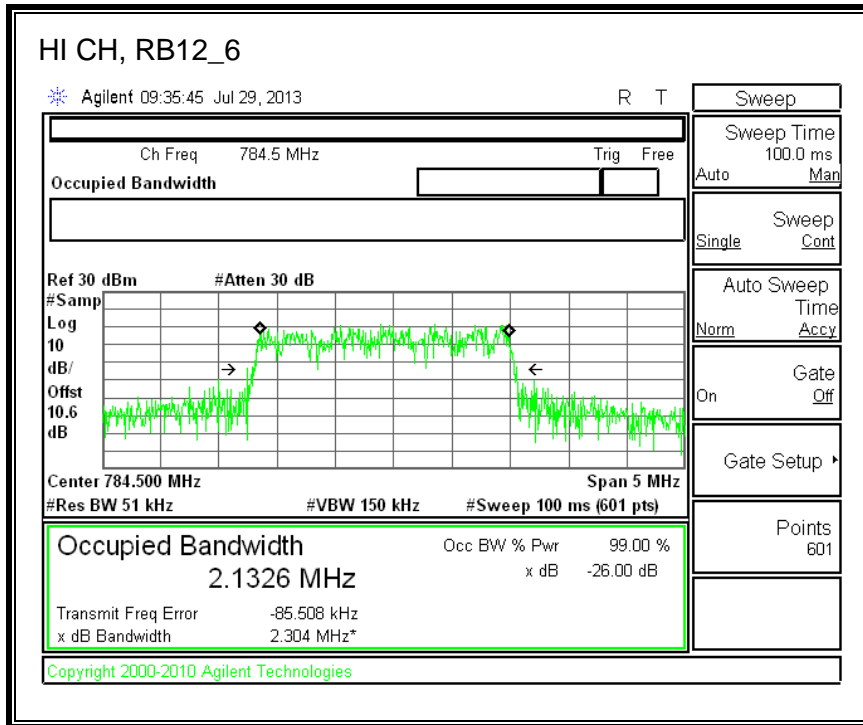 HI CH, RB12_6
Agilent 09:35:45 Jul 29, 2013 R T
Ch Freq 784.5 MHz Trig Free
Occupied Bandwidth
Ref 30 dBm #Atten 30 dB
#Samp
Log
10
dB/
Offst
10.6
dB
Center 784.500 MHz Span 5 MHz
#Res BW 51 kHz #VBW 150 kHz #Sweep 100 ms (601 pts)
Occupied Bandwidth Occ BW % Pwr 99.00 %
2.1326 MHz x dB -26.00 dB
Transmit Freq Error -85.508 kHz
x dB Bandwidth 2.304 MHz*
Copyright 2000-2010 Agilent Technologies
Sweep
Sweep Time
100.0 ms
Auto Man
Sweep
Single Cont
Auto Sweep
Time
Norm Accy
Gate
On Off
Gate Setup
Points
601